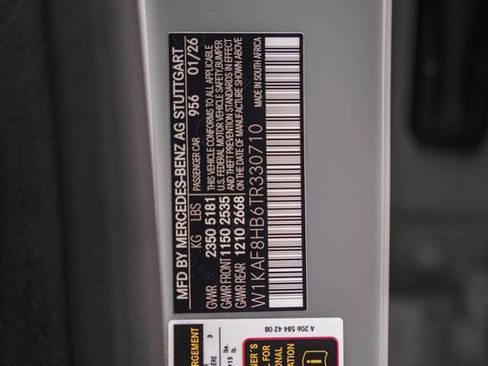 MFD BY MERCEDES-BENZ AG STUTTGART
PASSENGER CAR 956 01/26
KG LBS
GVWR 2350 5181
GAWR FRONT 1150 2535
GAWR REAR 1210 2668
THIS VEHICLE CONFORMS TO ALL APPLICABLE
U.S. FEDERAL MOTOR VEHICLE SAFETY, BUMPER
AND THEFT PREVENTION STANDARDS IN EFFECT
ON THE DATE OF MANUFACTURE SHOWN ABOVE
MADE IN SOUTH AFRICA
W1KAF8HB6TR330710
A 206 584 42 08
3
lbs.
lb.